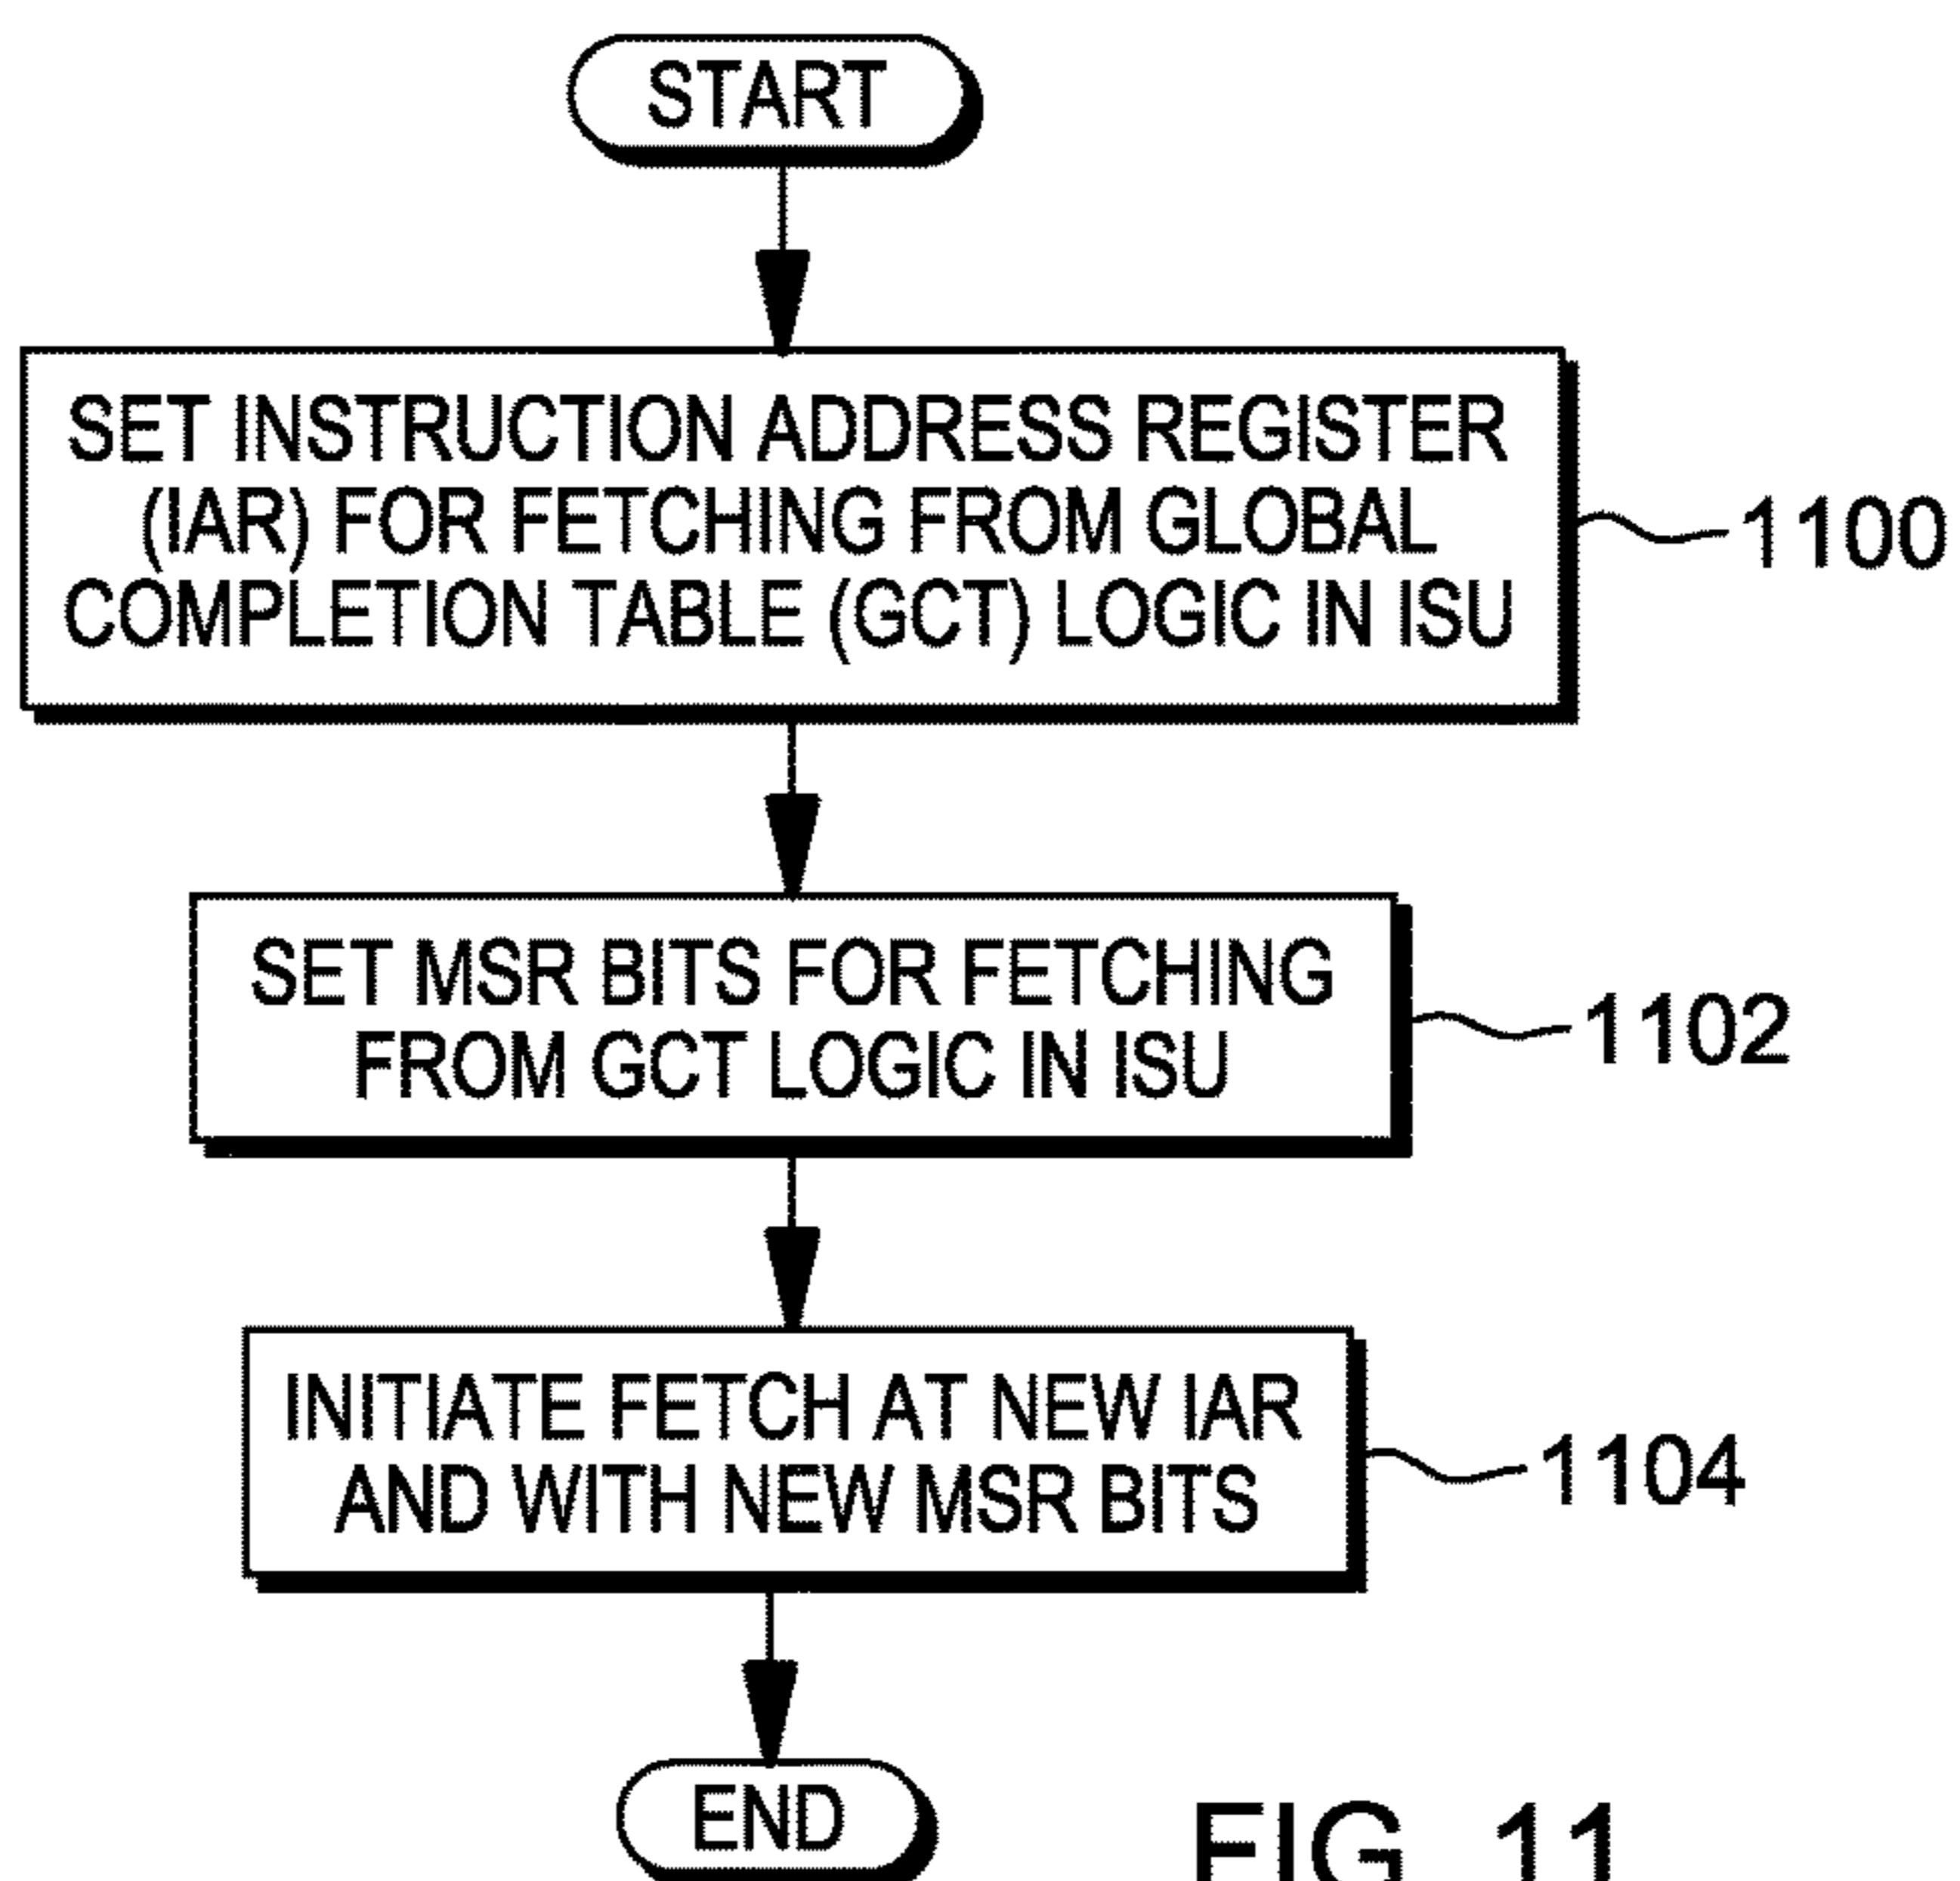 START
SET INSTRUCTION ADDRESS REGISTER
(IAR) FOR FETCHING FROM GLOBAL
COMPLETION TABLE (GCT) LOGIC IN ISU
1100
SET MSR BITS FOR FETCHING
FROM GCT LOGIC IN ISU
1102
INITIATE FETCH AT NEW IAR
AND WITH NEW MSR BITS
1104
END
FIG. 11